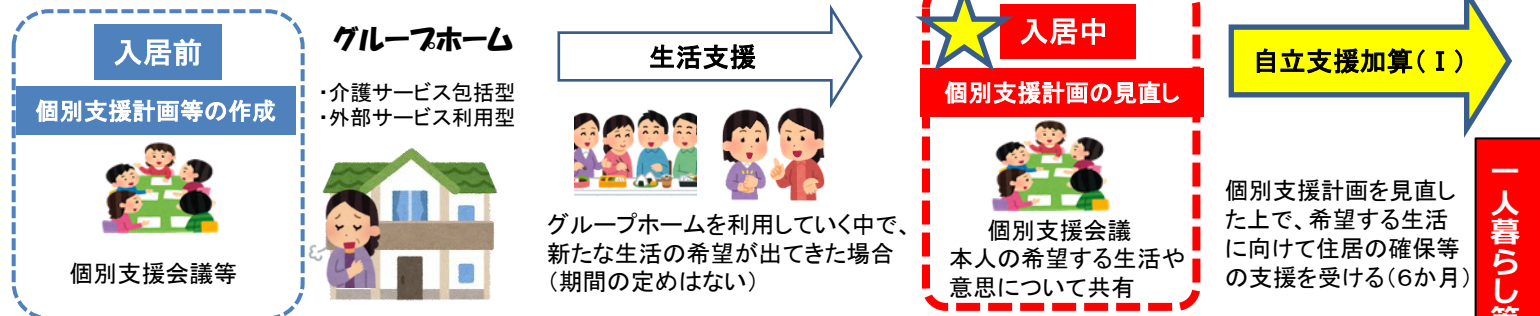 入居前
個別支援計画等の作成
個別支援会議等
グループホーム
・介護サービス包括型
・外部サービス利用型
生活支援
グループホームを利用していく中で、
新たな生活の希望が出てきた場合
(期間の定めはない)
入居中
個別支援計画の見直し
個別支援会議
本人の希望する生活や
意思について共有
自立支援加算(Ⅰ)
個別支援計画を見直し
た上で、希望する生活
に向けて住居の確保等
の支援を受ける(6か月)
一人暮らし